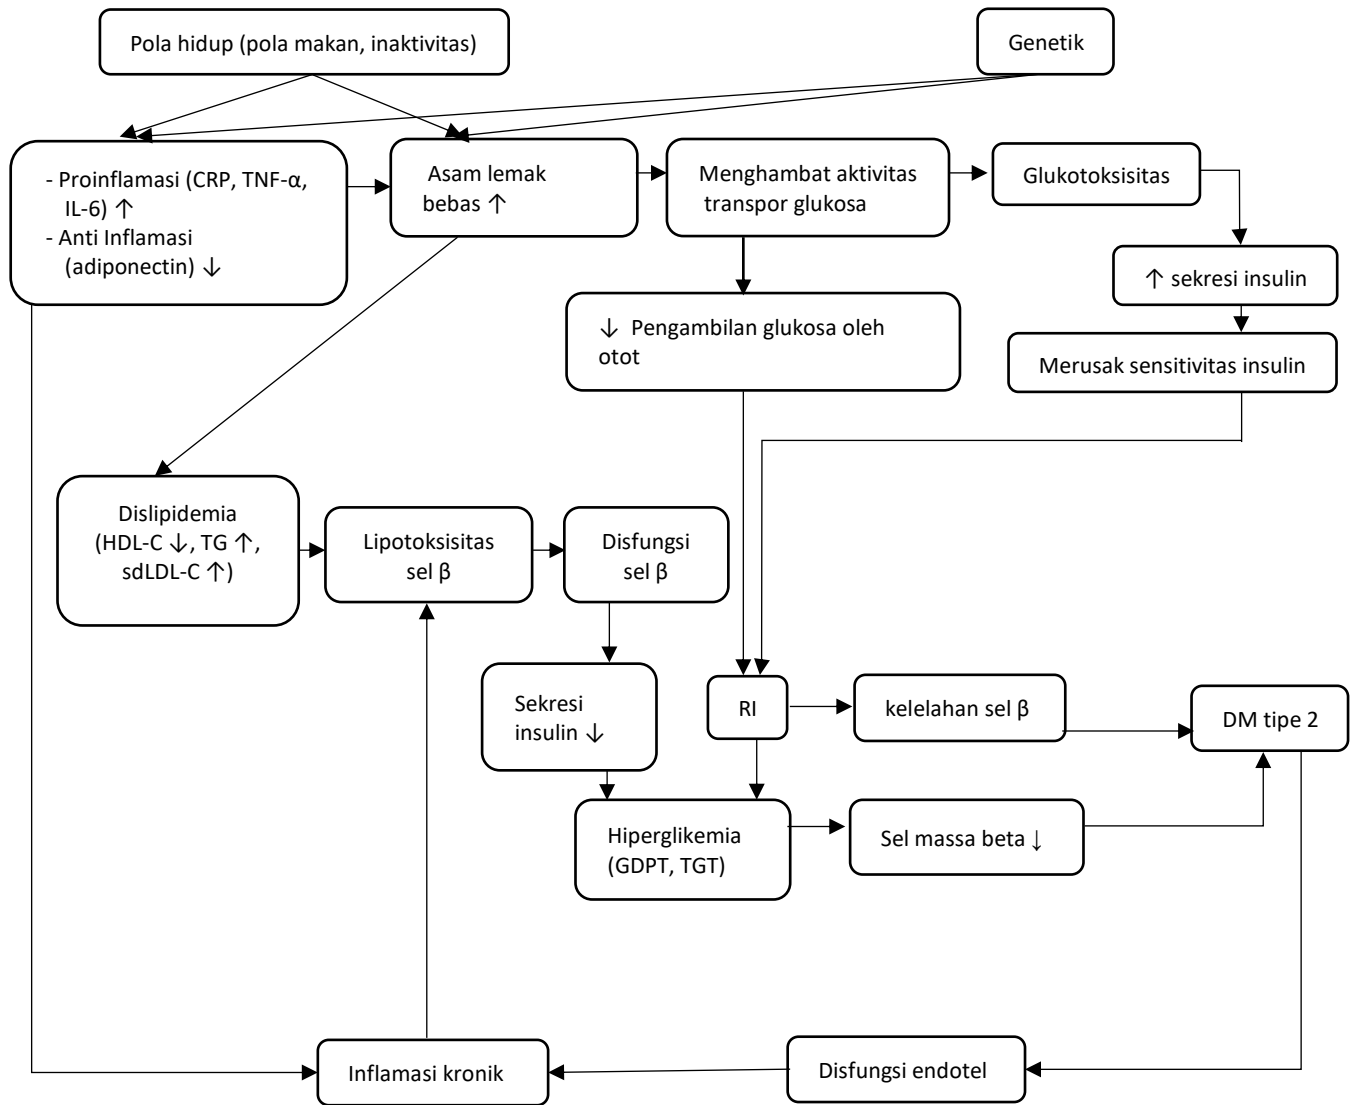 Pola hidup (pola makan, inaktivitas)
Genetik
- Proinflamasi (CRP, TNF-α,
IL-6) ↑
- Anti Inflamasi
(adiponectin) ↓
Asam lemak
bebas ↑
Menghambat aktivitas
transpor glukosa
Glukotoksisitas
↑ sekresi insulin
↓ Pengambilan glukosa oleh
otot
Merusak sensitivitas insulin
Dislipidemia
(HDL-C ↓, TG ↑,
sdLDL-C ↑)
Lipotoksisitas
sel β
Disfungsi
sel β
Sekresi
insulin ↓
RI
kelelahan sel β
DM tipe 2
Hiperglikemia
(GDPT, TGT)
Sel massa beta ↓
Inflamasi kronik
Disfungsi endotel